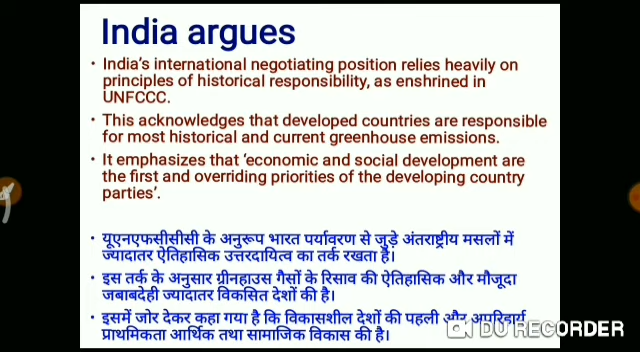 India argues
• India's international negotiating position relies heavily on
principles of historical responsibility, as enshrined in
UNFCCC.
• This acknowledges that developed countries are responsible
for most historical and current greenhouse emissions.
• It emphasizes that 'economic and social development are
the first and overriding priorities of the developing country
parties'.
• यूएनएफसीसीसी के अनुरूप भारत पर्यावरण से जुड़े अंतराष्ट्रीय मसलों में
ज्यादातर ऐतिहासिक उत्तरदायित्व का तर्क रखता है।
• इस तर्क के अनुसार ग्रीनहाउस गैसों के रिसाव की ऐतिहासिक और मौजूदा
जबाबदेही ज्यादातर विकसित देशों की है।
• इसमें जोर देकर कहा गया है कि विकासशील देशों की पहली और अपरिहार्य
प्राथमिकता आर्थिक तथा सामाजिक विकास की है।
DU RECORDER